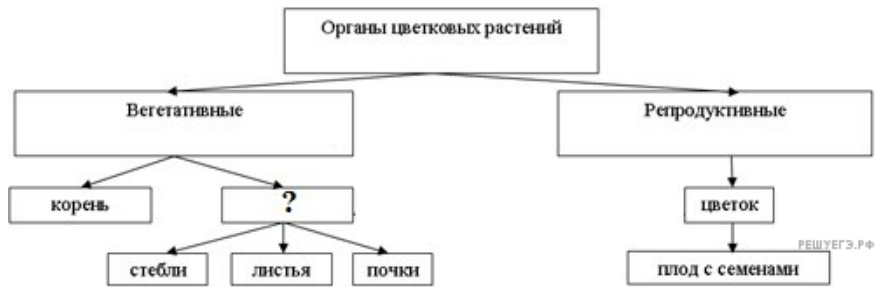 Органы цветковых растений
Вегетативные
Репродуктивные
корень
?
цветок
стебли
листья
почки
плод с семенами
РЕШУЕГЭ.РФ